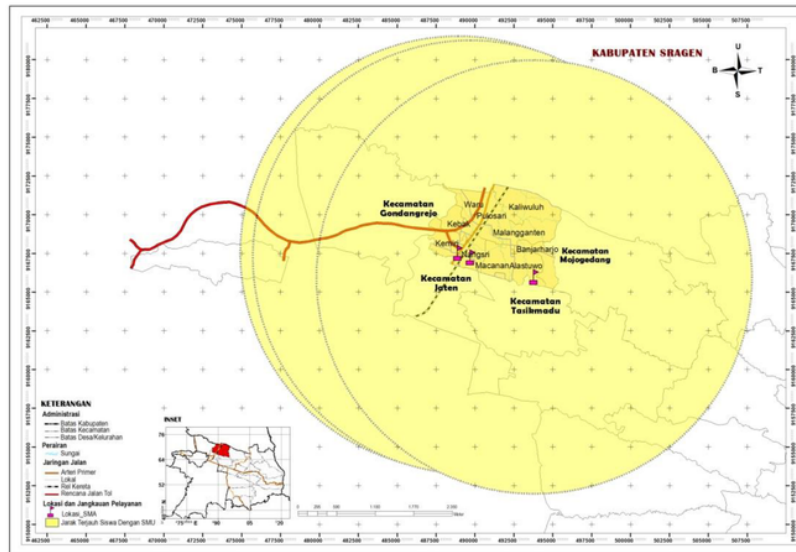 462500 465000 467500 470000 472500 475000 477500 480000 482500 485000 487500 490000 492500 495000 497500 500000 502500 505000 507500
KABUPATEN SRAGEN
U
B T
S
Kecamatan
Gondangrejo
Waru
Kaliwuluh
Pulosari
Kebak
Malangganten
Kemiri
Banjarharjo
Nangsri
Macanan
Alastuwo
Kecamatan
Mojogedang
Kecamatan
Jaten
Kecamatan
Tasikmadu
KETERANGAN
Administrasi
Batas Kabupaten
Batas Kecamatan
Batas Desa/Kelurahan
Perairan
Sungai
Jaringan Jalan
Arteri Primer
Lokal
Rel Kereta
Rencana Jalan Tol
Lokasi dan Jangkauan Pelayanan
Lokasi_SMA
Jarak Terjauh Siswa Dengan SMU
INSET